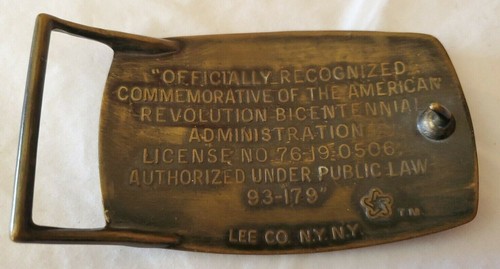 "OFFICIALLY RECOGNIZED
COMMEMORATIVE OF THE AMERICAN
REVOLUTION BICENTENNIAL
ADMINISTRATION
LICENSE NO. 76-19-0506.
AUTHORIZED UNDER PUBLIC LAW
93-179"
TM
LEE CO. N.Y. N.Y.